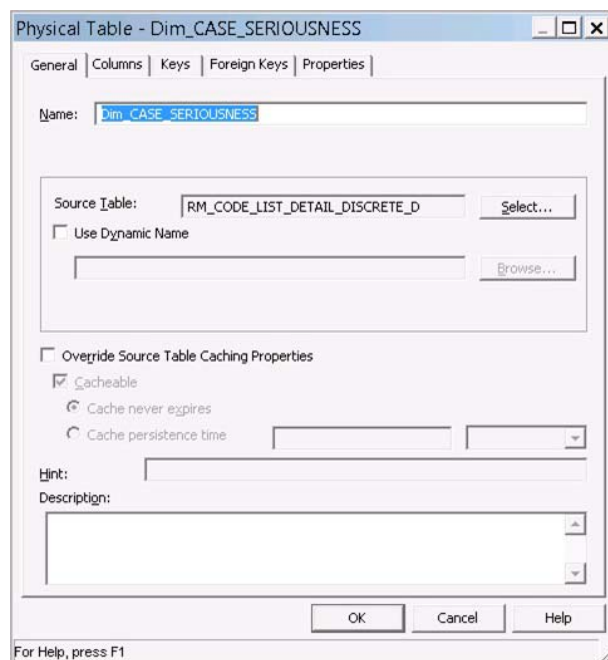 Physical Table - Dim_CASE_SERIOUSNESS
General Columns Keys Foreign Keys Properties
Name: Dim_CASE_SERIOUSNESS
Source Table: RM_CODE_LIST_DETAIL_DISCRETE_D Select...
Use Dynamic Name
Browse...
Override Source Table Caching Properties
Cacheable
Cache never expires
Cache persistence time
Hint:
Description:
OK Cancel Help
For Help, press F1